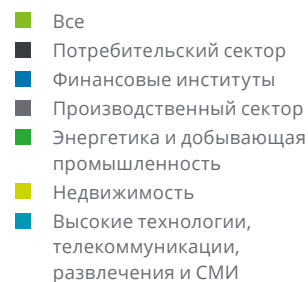 Все
Потребительский сектор
Финансовые институты
Производственный сектор
Энергетика и добывающая
промышленность
Недвижимость
Высокие технологии,
телекоммуникации,
развлечения и СМИ